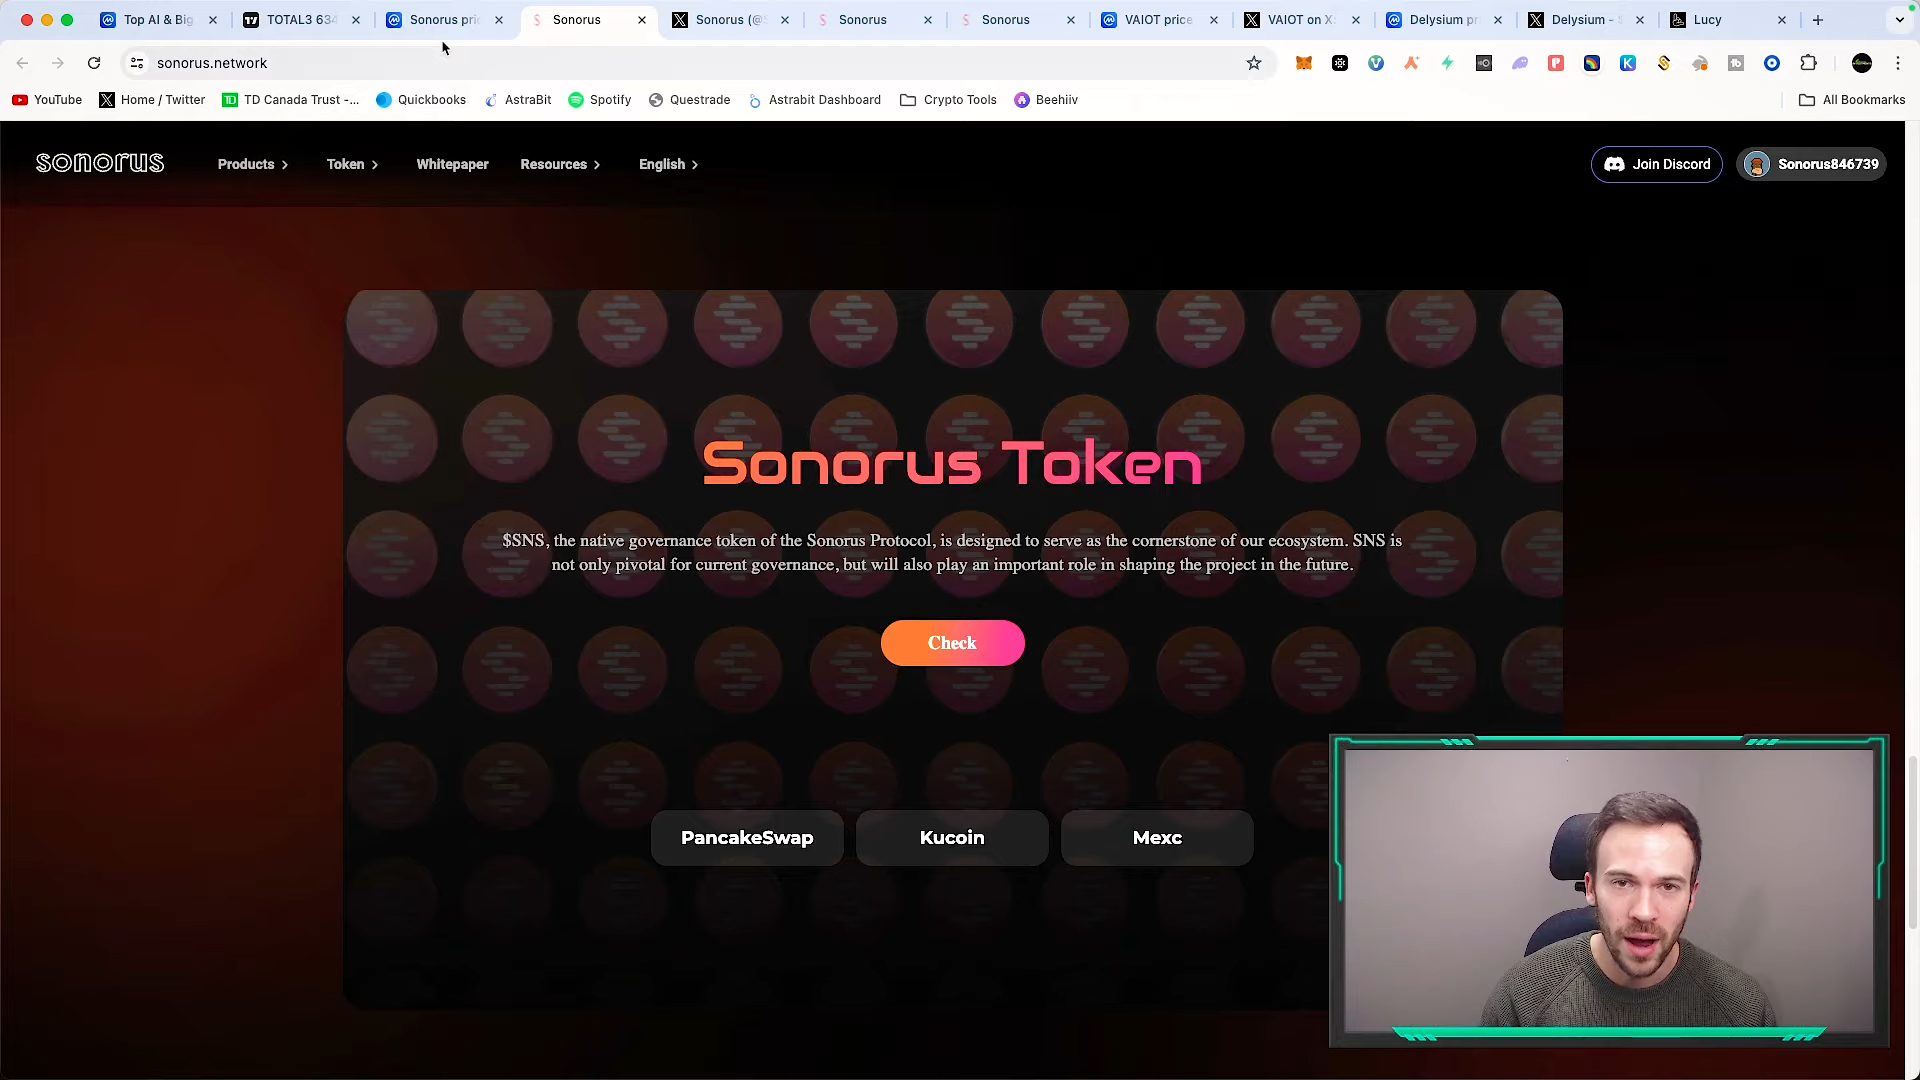 Top AI & Big
TOTAL3 634
Sonorus pri
Sonorus
Sonorus (@S
Sonorus
Sonorus
VAIOT price
VAIOT on X:
Delysium pr
Delysium - S
Lucy
sonorus.network
YouTube
Home / Twitter
TD Canada Trust -...
Quickbooks
AstraBit
Spotify
Questrade
Astrabit Dashboard
Crypto Tools
Beehiiv
All Bookmarks
sonorus
Products
Token
Whitepaper
Resources
English
Join Discord
Sonorus846739
Sonorus Token
$SNS, the native governance token of the Sonorus Protocol, is designed to serve as the cornerstone of our ecosystem. SNS is
not only pivotal for current governance, but will also play an important role in shaping the project in the future.
Check
PancakeSwap
Kucoin
Mexc